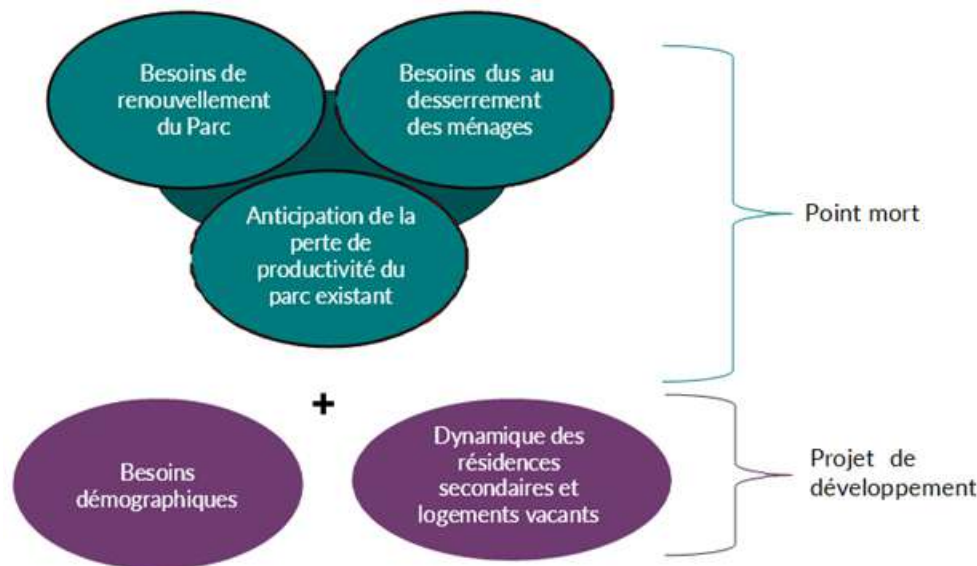 Besoins de
renouvellement
du Parc
Besoins dus au
desserrement
des ménages
Anticipation de la
perte de
productivité du
parc existant
Point mort
+
Besoins
démographiques
Dynamique des
résidences
secondaires et
logements vacants
Projet de
développement